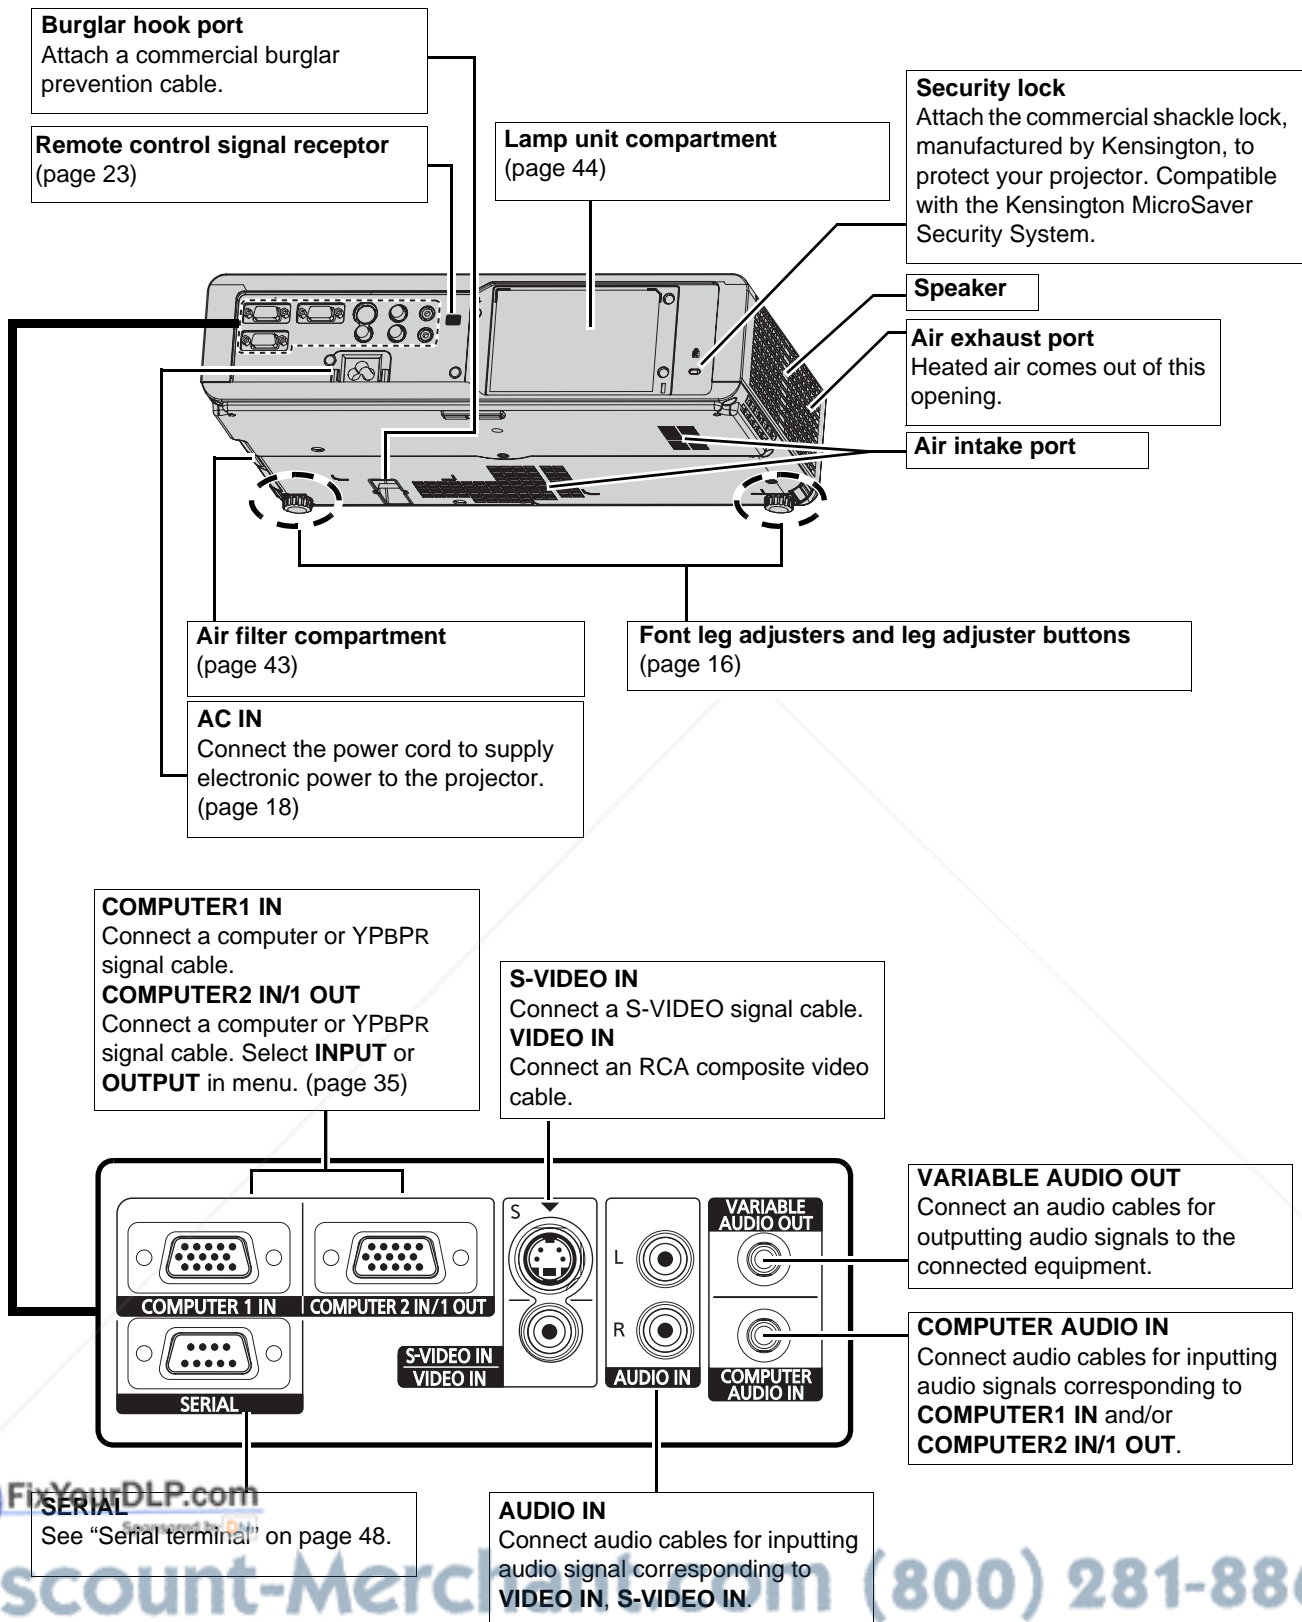 Burglar hook port
Attach a commercial burglar
prevention cable.
Remote control signal receptor
(page 23)
Lamp unit compartment
(page 44)
Security lock
Attach the commercial shackle lock,
manufactured by Kensington, to
protect your projector. Compatible
with the Kensington MicroSaver
Security System.
Speaker
Air exhaust port
Heated air comes out of this
opening.
Air intake port
Air filter compartment
(page 43)
Font leg adjusters and leg adjuster buttons
(page 16)
AC IN
Connect the power cord to supply
electronic power to the projector.
(page 18)
COMPUTER1 IN
Connect a computer or YPBPR
signal cable.
COMPUTER2 IN/1 OUT
Connect a computer or YPBPR
signal cable. Select INPUT or
OUTPUT in menu. (page 35)
S-VIDEO IN
Connect a S-VIDEO signal cable.
VIDEO IN
Connect an RCA composite video
cable.
VARIABLE AUDIO OUT
Connect an audio cables for
outputting audio signals to the
connected equipment.
COMPUTER AUDIO IN
Connect audio cables for inputting
audio signals corresponding to
COMPUTER1 IN and/or
COMPUTER2 IN/1 OUT.
S
L
R
VARIABLE
AUDIO OUT
COMPUTER 1 IN
COMPUTER 2 IN/1 OUT
S-VIDEO IN
VIDEO IN
AUDIO IN
COMPUTER
AUDIO IN
SERIAL
FixYourDLP.com
Sponsored by
SERIAL
See “Serial terminal” on page 48.
AUDIO IN
Connect audio cables for inputting
audio signal corresponding to
VIDEO IN, S-VIDEO IN.
scount-Merchant.com (800) 281-88